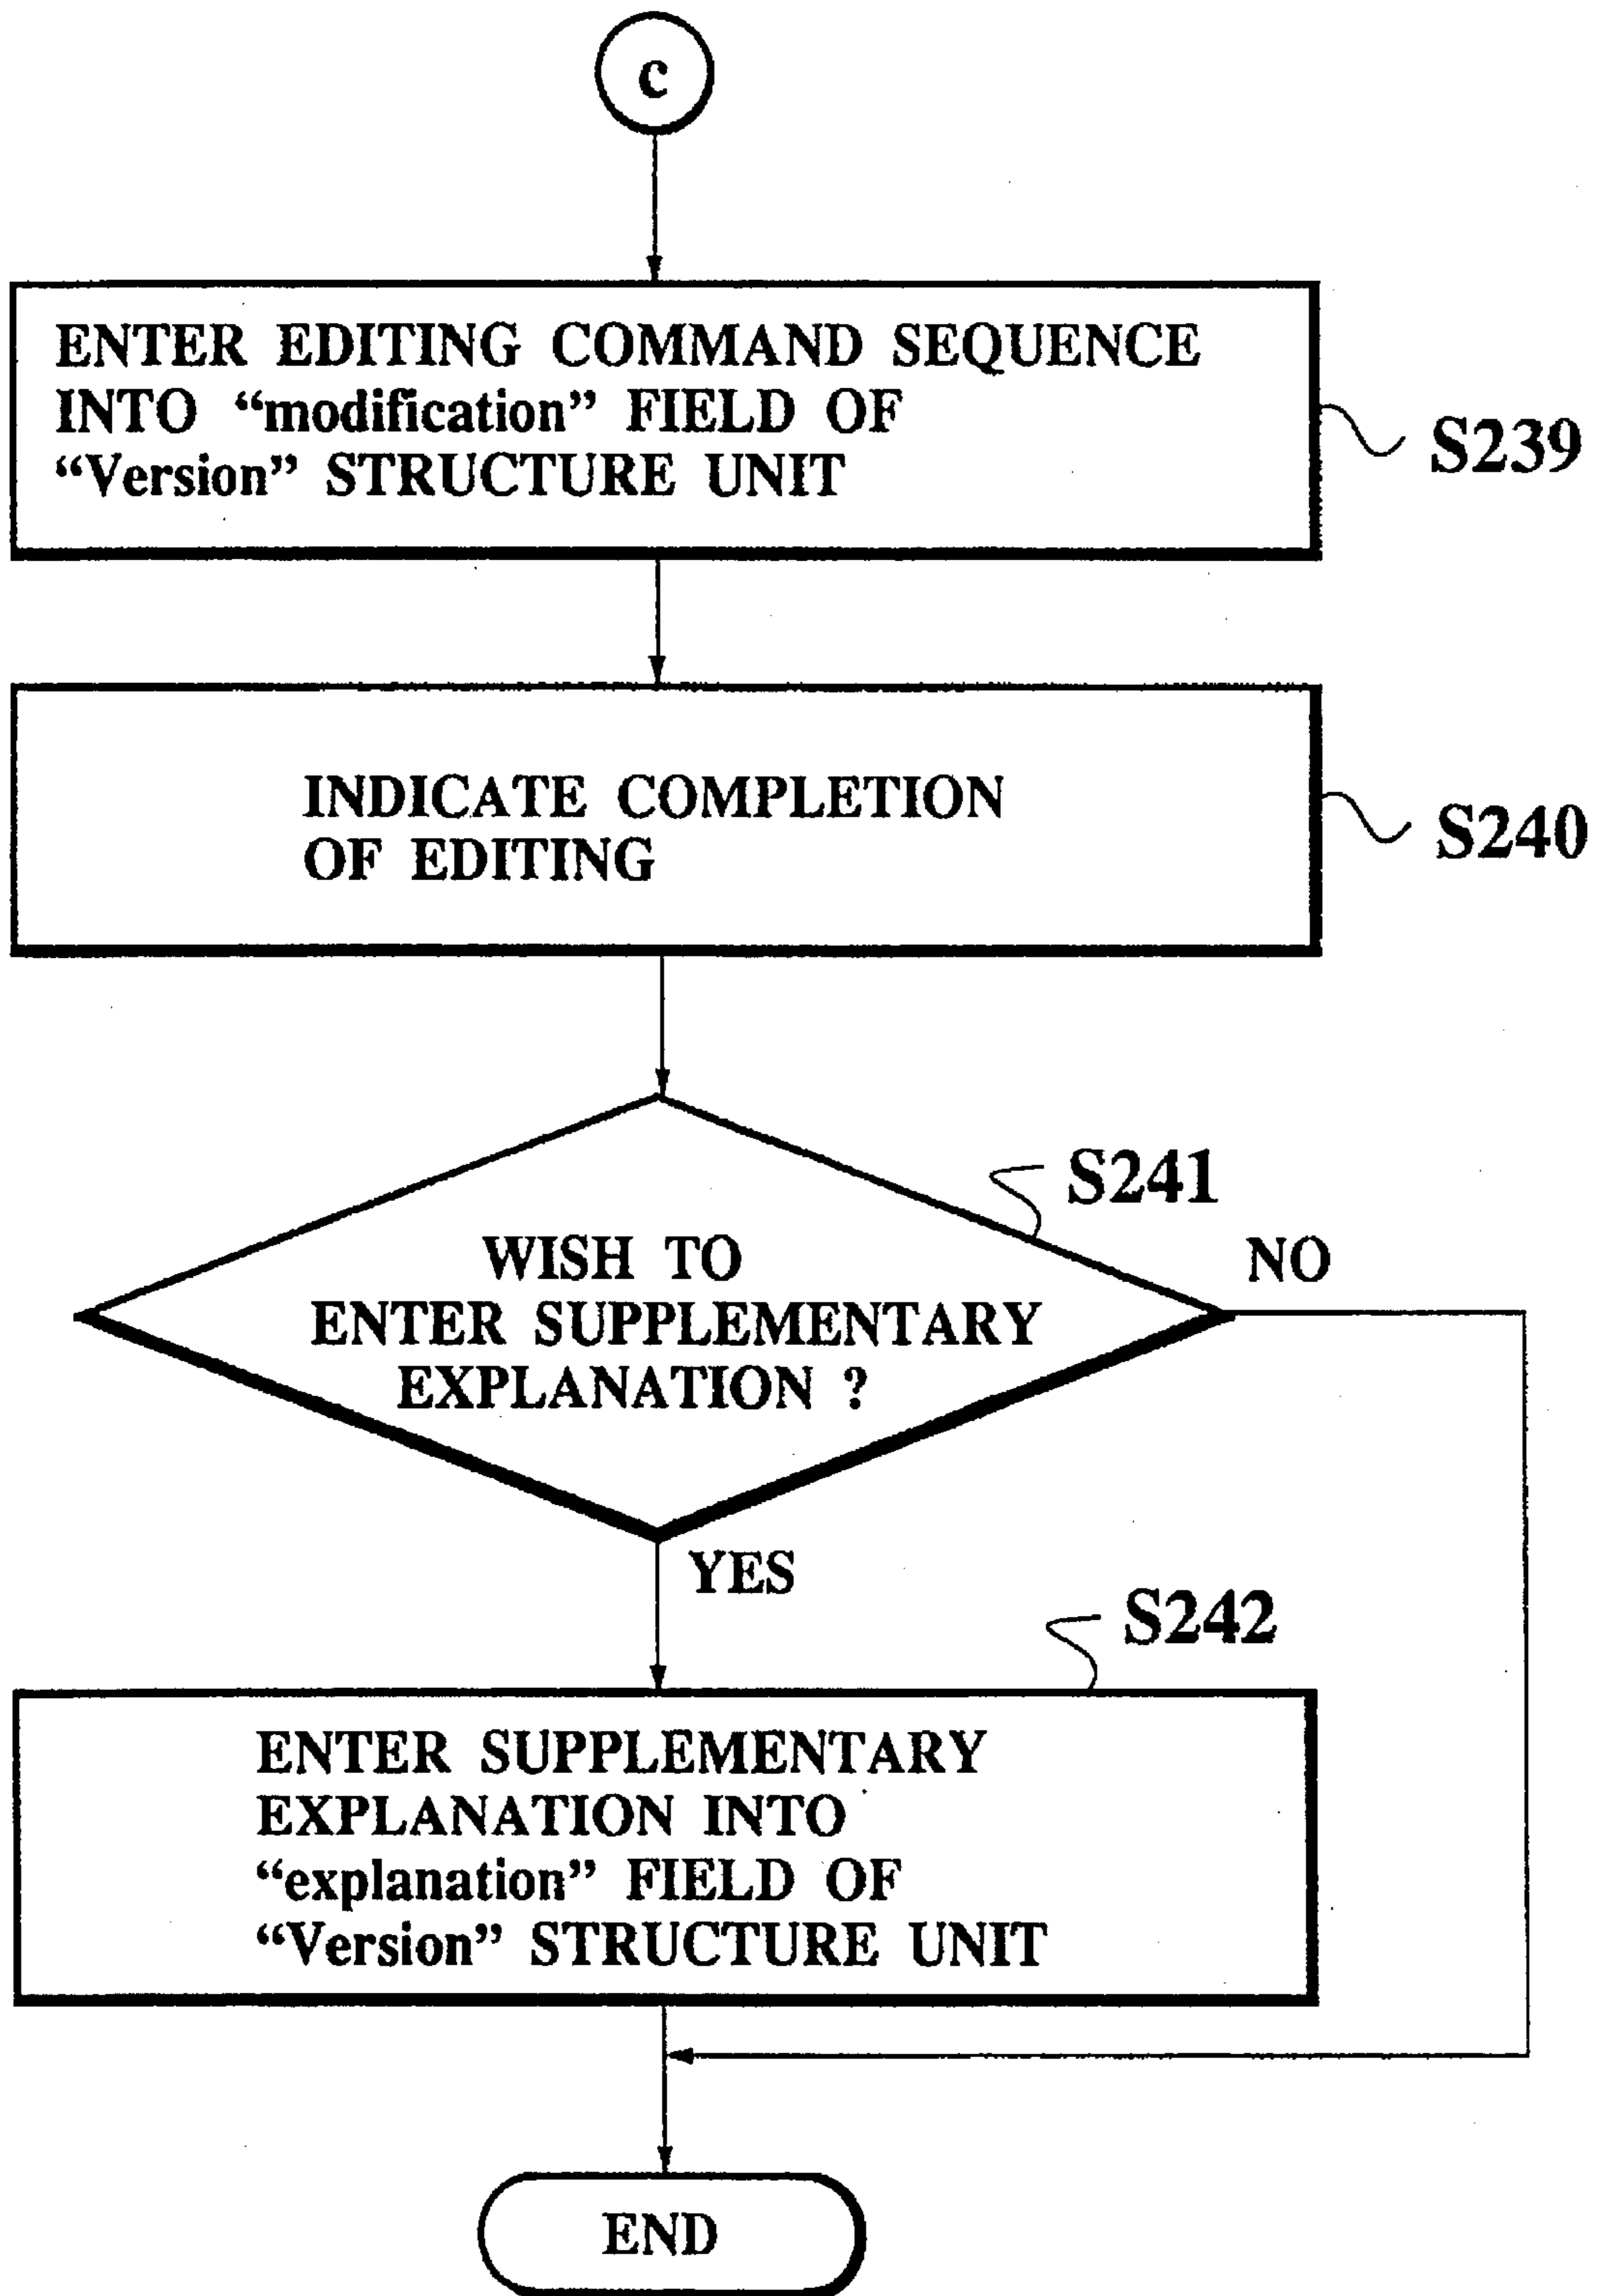 c
ENTER EDITING COMMAND SEQUENCE
INTO “modification” FIELD OF
“Version” STRUCTURE UNIT
S239
INDICATE COMPLETION
OF EDITING
S240
S241
WISH TO
ENTER SUPPLEMENTARY
EXPLANATION ?
NO
YES
S242
ENTER SUPPLEMENTARY
EXPLANATION INTO
“explanation” FIELD OF
“Version” STRUCTURE UNIT
END